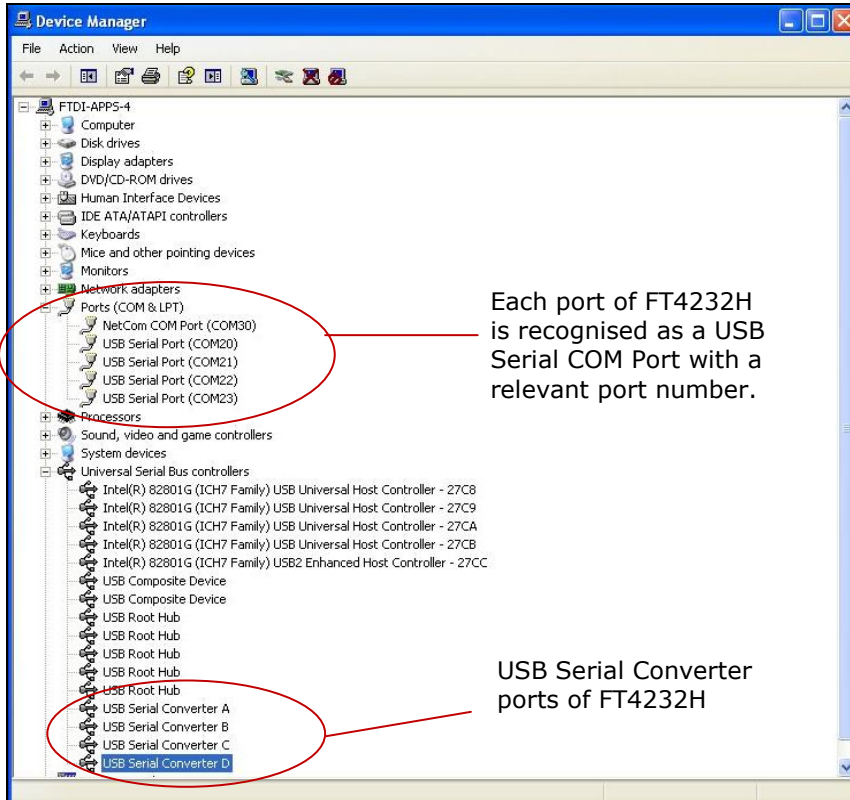 Device Manager
File Action View Help
FTDI-APPS-4
Computer
Disk drives
Display adapters
DVD/CD-ROM drives
Human Interface Devices
IDE ATA/ATAPI controllers
Keyboards
Mice and other pointing devices
Monitors
Network adapters
Ports (COM & LPT)
NetCom COM Port (COM30)
USB Serial Port (COM20)
USB Serial Port (COM21)
USB Serial Port (COM22)
USB Serial Port (COM23)
Each port of FT4232H
is recognised as a USB
Serial COM Port with a
relevant port number.
Processors
Sound, video and game controllers
System devices
Universal Serial Bus controllers
Intel(R) 82801G (ICH7 Family) USB Universal Host Controller - 27C8
Intel(R) 82801G (ICH7 Family) USB Universal Host Controller - 27C9
Intel(R) 82801G (ICH7 Family) USB Universal Host Controller - 27CA
Intel(R) 82801G (ICH7 Family) USB Universal Host Controller - 27CB
Intel(R) 82801G (ICH7 Family) USB2 Enhanced Host Controller - 27CC
USB Composite Device
USB Composite Device
USB Root Hub
USB Root Hub
USB Root Hub
USB Root Hub
USB Root Hub
USB Serial Converter A
USB Serial Converter B
USB Serial Converter C
USB Serial Converter D
USB Serial Converter
ports of FT4232H